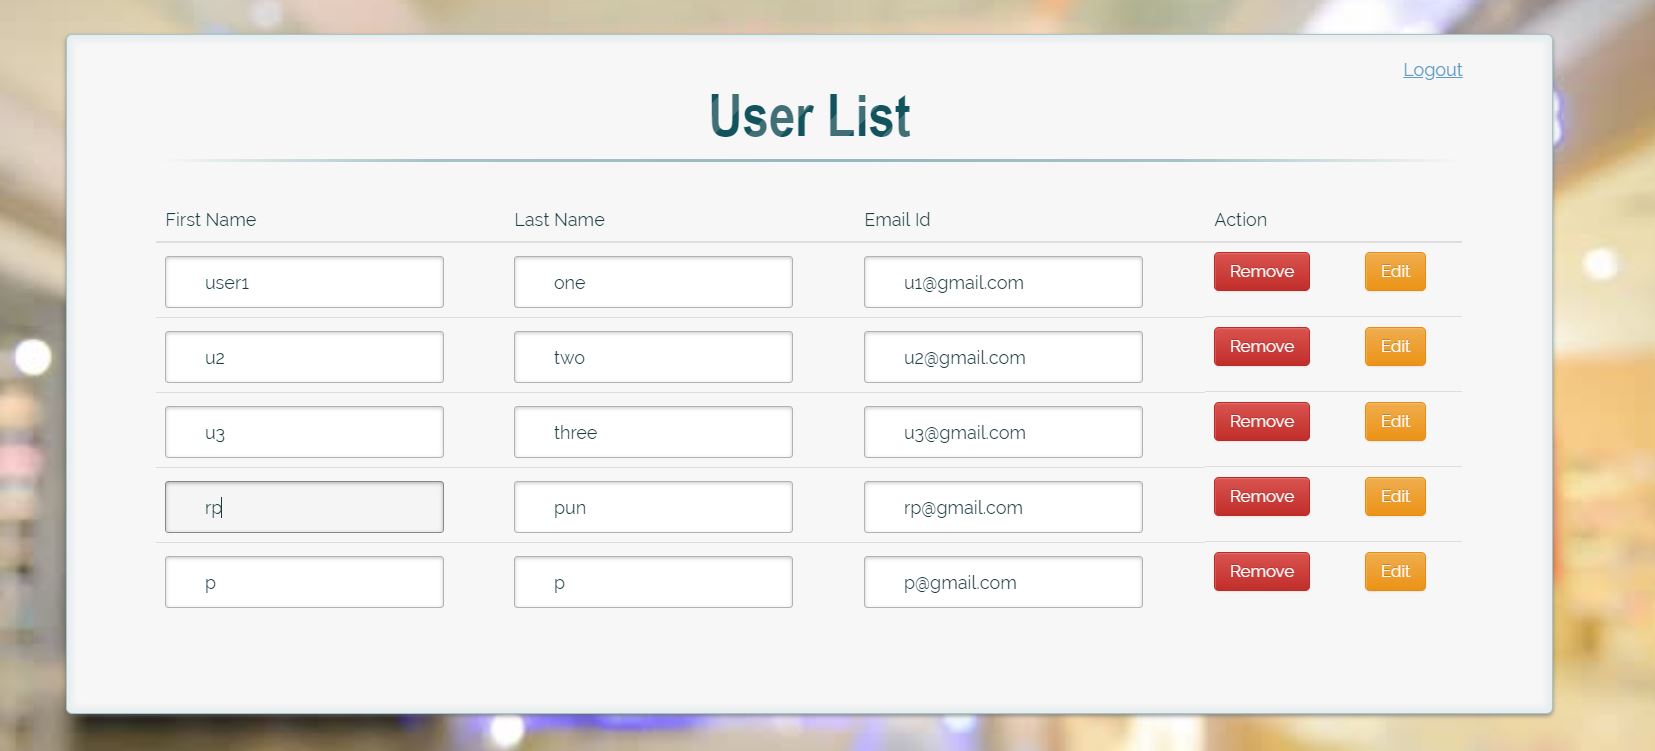 Logout
User List
First Name Last Name Email Id Action
user1 one u1@gmail.com Remove Edit
u2 two u2@gmail.com Remove Edit
u3 three u3@gmail.com Remove Edit
rp pun rp@gmail.com Remove Edit
p p p@gmail.com Remove Edit